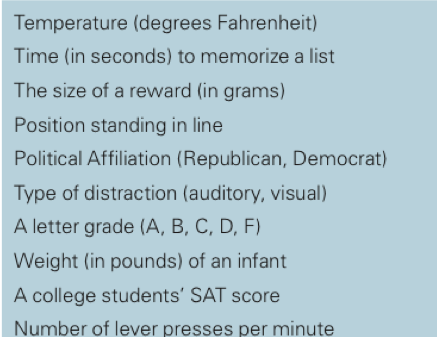 Temperature (degrees Fahrenheit)
Time (in seconds) to memorize a list
The size of a reward (in grams)
Position standing in line
Political Affiliation (Republican, Democrat)
Type of distraction (auditory, visual)
A letter grade (A, B, C, D, F)
Weight (in pounds) of an infant
A college students’ SAT score
Number of lever presses per minute